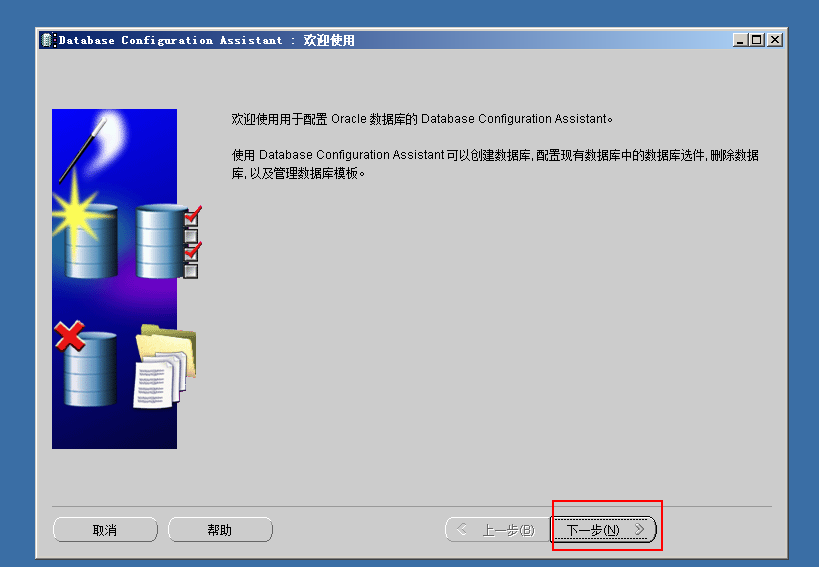 Database Configuration Assistant : 欢迎使用
欢迎使用用于配置 Oracle 数据库的 Database Configuration Assistant。
使用 Database Configuration Assistant 可以创建数据库, 配置现有数据库中的数据库选件, 删除数据
库, 以及管理数据库模板。
取消 帮助 上一步(B) 下一步(N)